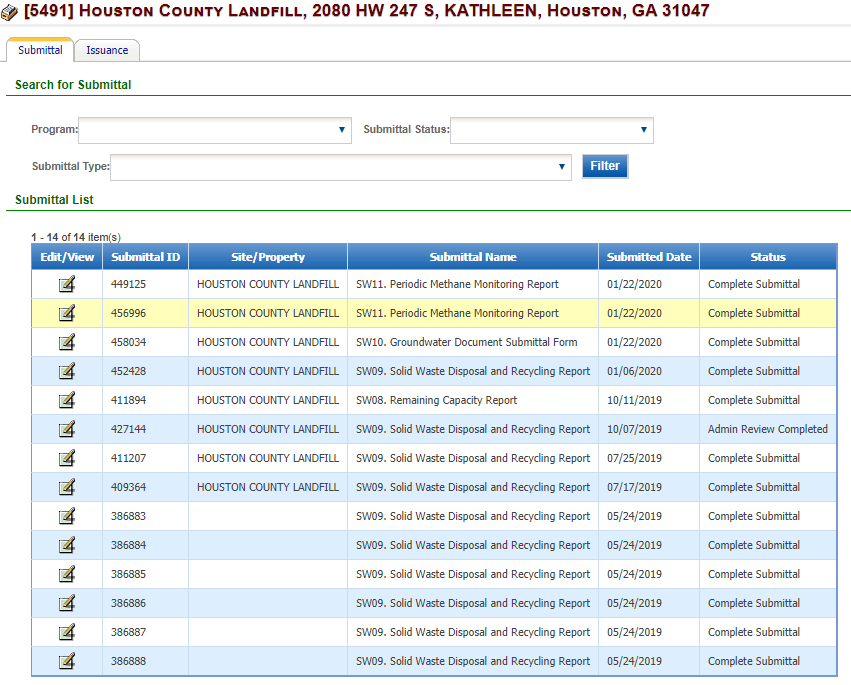 [5491] Houston County Landfill, 2080 HW 247 S, KATHLEEN, Houston, GA 31047
Submittal Issuance
Search for Submittal
Program: Submittal Status:
Submittal Type: Filter
Submittal List
1 - 14 of 14 item(s)
Edit/View Submittal ID Site/Property Submittal Name Submitted Date Status
449125 HOUSTON COUNTY LANDFILL SW11. Periodic Methane Monitoring Report 01/22/2020 Complete Submittal
456996 HOUSTON COUNTY LANDFILL SW11. Periodic Methane Monitoring Report 01/22/2020 Complete Submittal
458034 HOUSTON COUNTY LANDFILL SW10. Groundwater Document Submittal Form 01/22/2020 Complete Submittal
452428 HOUSTON COUNTY LANDFILL SW09. Solid Waste Disposal and Recycling Report 01/06/2020 Complete Submittal
411894 HOUSTON COUNTY LANDFILL SW08. Remaining Capacity Report 10/11/2019 Complete Submittal
427144 HOUSTON COUNTY LANDFILL SW09. Solid Waste Disposal and Recycling Report 10/07/2019 Admin Review Completed
411207 HOUSTON COUNTY LANDFILL SW09. Solid Waste Disposal and Recycling Report 07/25/2019 Complete Submittal
409364 HOUSTON COUNTY LANDFILL SW09. Solid Waste Disposal and Recycling Report 07/17/2019 Complete Submittal
386883 SW09. Solid Waste Disposal and Recycling Report 05/24/2019 Complete Submittal
386884 SW09. Solid Waste Disposal and Recycling Report 05/24/2019 Complete Submittal
386885 SW09. Solid Waste Disposal and Recycling Report 05/24/2019 Complete Submittal
386886 SW09. Solid Waste Disposal and Recycling Report 05/24/2019 Complete Submittal
386887 SW09. Solid Waste Disposal and Recycling Report 05/24/2019 Complete Submittal
386888 SW09. Solid Waste Disposal and Recycling Report 05/24/2019 Complete Submittal